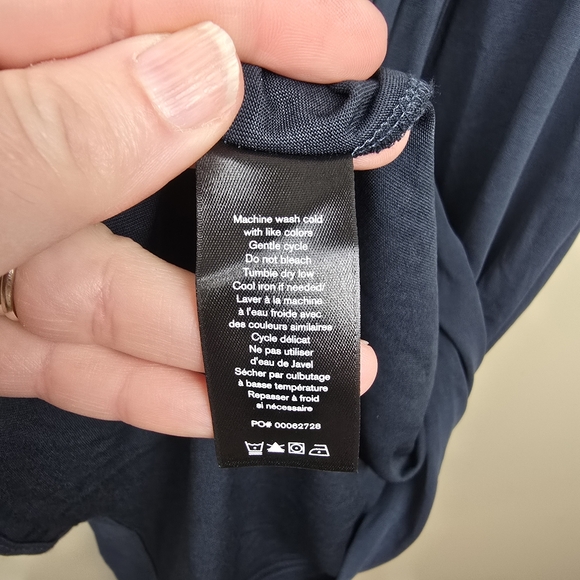 Machine wash cold
with like colors
Gentle cycle
Do not bleach
Tumble dry low
Cool iron it needed/
Laver à la machine
à l'eau froide avec
des couleurs similaires
Cycle délicat
Ne pas utiliser
d'eau de Javel
Sécher par culbutage
à basse température
Repasser à froid
si nécessaire
PO# 00062728